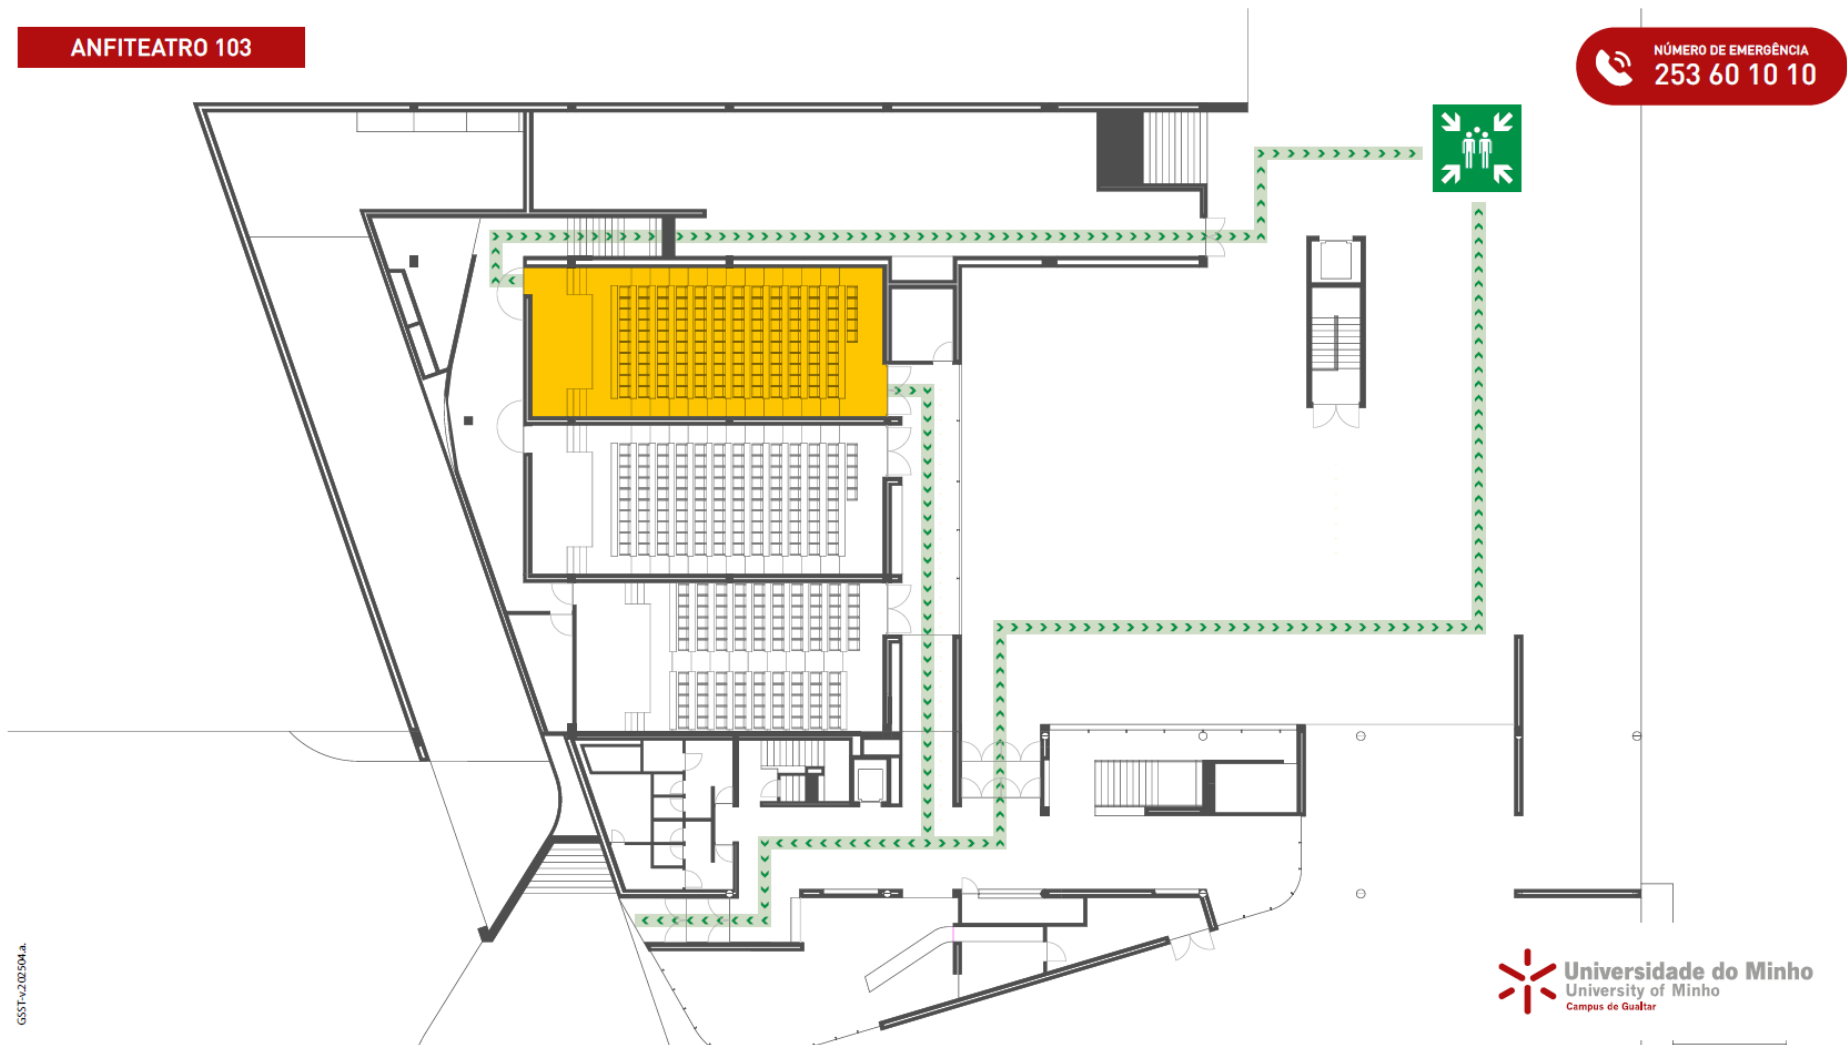 ANFITEATRO 103
NÚMERO DE EMERGÊNCIA
253 60 10 10
GSST-v.202504.a.
Universidade do Minho
University of Minho
Campus de Gualtar